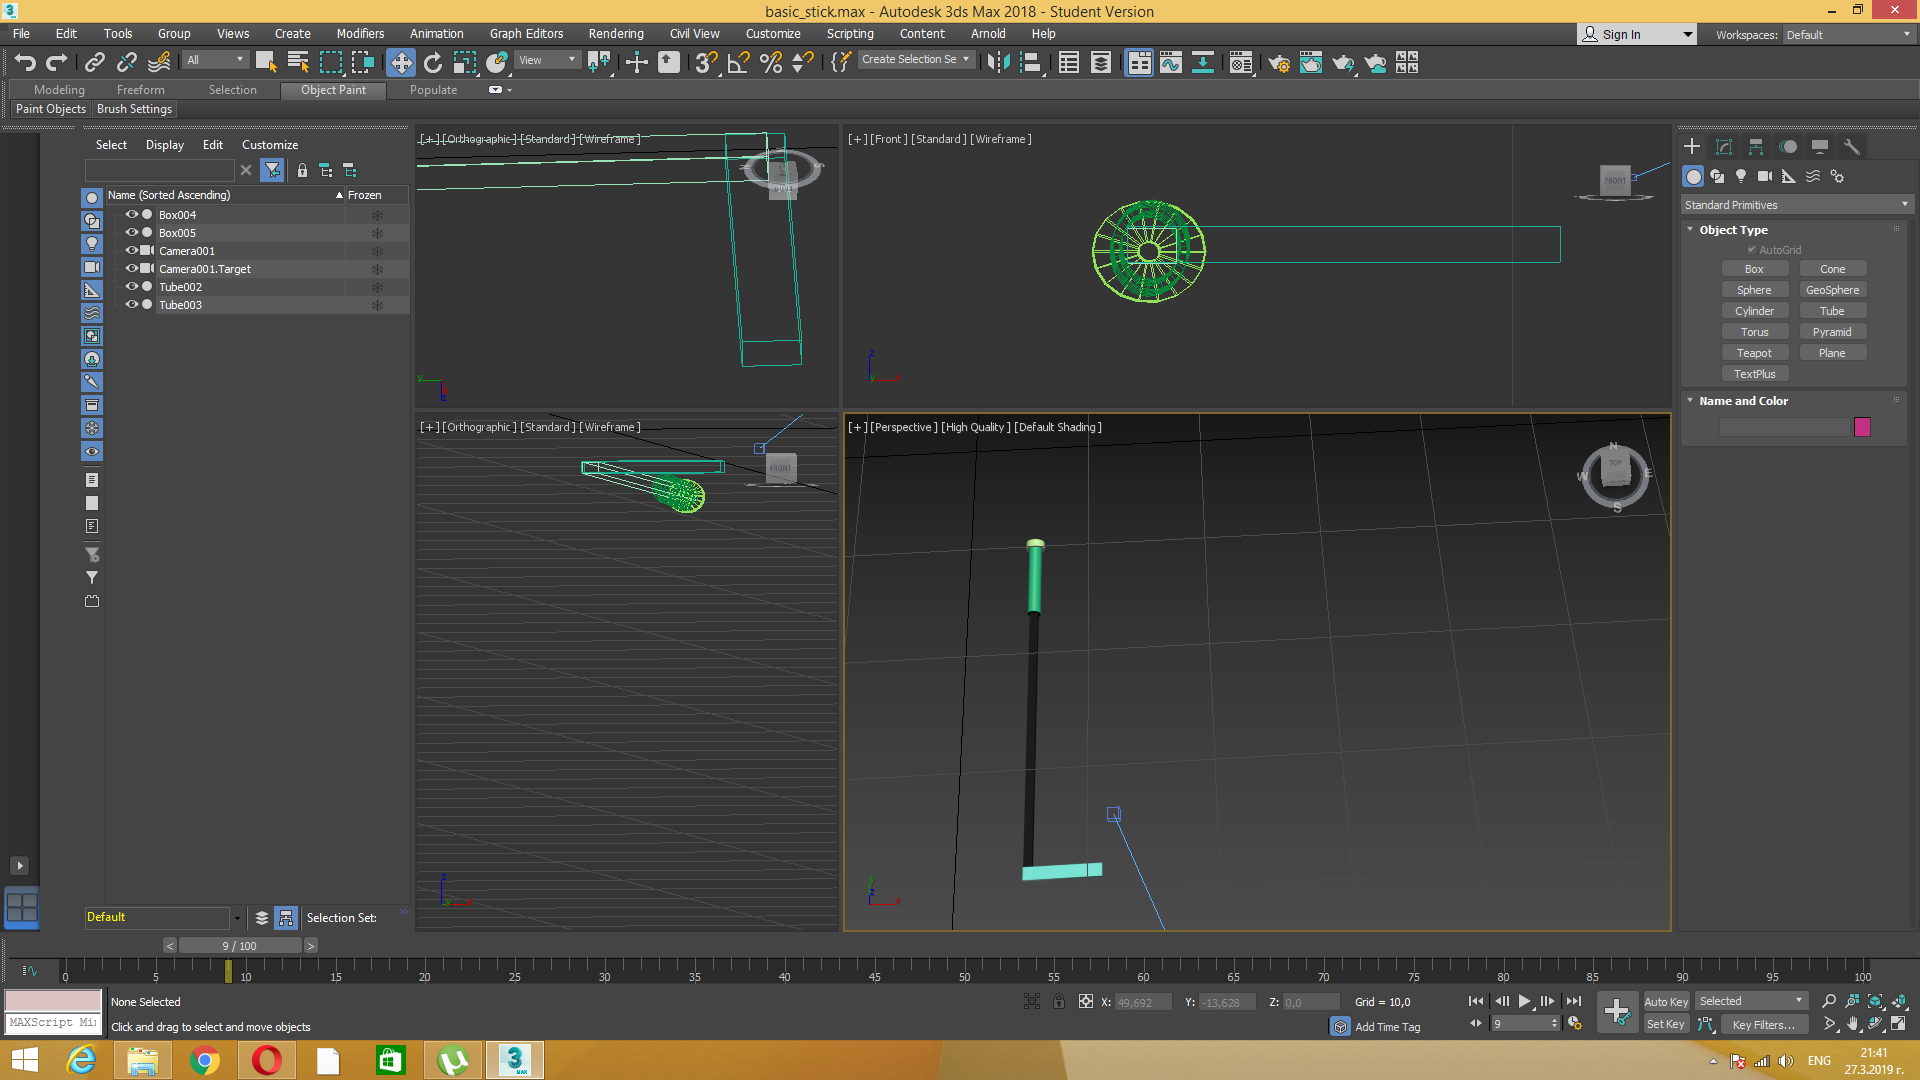 basic_stick.max - Autodesk 3ds Max 2018 - Student Version
File Edit Tools Group Views Create Modifiers Animation Graph Editors Rendering Civil View Customize Scripting Content Arnold Help
Sign In Workspaces: Default
All View Create Selection Se
Modeling Freeform Selection Object Paint Populate
Paint Objects Brush Settings
Select Display Edit Customize
Name (Sorted Ascending) Frozen
Box004
Box005
Camera001
Camera001.Target
Tube002
Tube003
[+] [Orthographic] [Standard] [Wireframe]
[+] [Front] [Standard] [Wireframe]
FRONT
[+] [Orthographic] [Standard] [Wireframe]
FRONT
[+] [Perspective] [High Quality] [Default Shading]
N
W TOP E
S
Standard Primitives
Object Type
AutoGrid
Box Cone
Sphere GeoSphere
Cylinder Tube
Torus Pyramid
Teapot Plane
TextPlus
Name and Color
Default Selection Set:
< 9 / 100 >
0 5 10 15 20 25 30 35 40 45 50 55 60 65 70 75 80 85 90 95 100
None Selected
X: 49,692 Y: -13,628 Z: 0,0 Grid = 10,0
Auto Key Selected
MAXScript Mi
Click and drag to select and move objects
Add Time Tag
9
Set Key Key Filters...
3 MAX
ENG
21:41
27.3.2019 г.